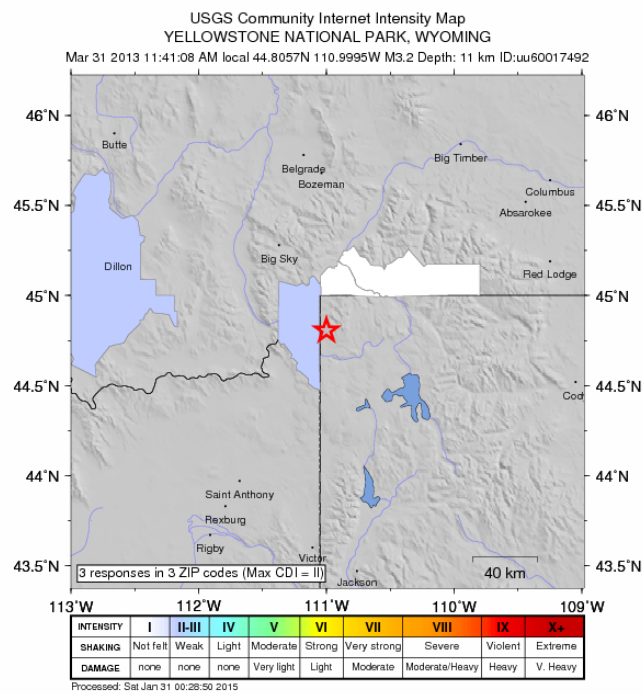 USGS Community Internet Intensity Map
YELLOWSTONE NATIONAL PARK, WYOMING
Mar 31 2013 11:41:08 AM local 44.8057N 110.9995W M3.2 Depth: 11 km ID:uu60017492
46˚N 46˚N
Butte
Big Timber
Belgrade
Bozeman
Columbus
45.5˚N 45.5˚N
Absarokee
Big Sky
Dillon
Red Lodge
45˚N 45˚N
44.5˚N 44.5˚N
Cod
44˚N 44˚N
Saint Anthony
Rexburg
Rigby
Victor
43.5˚N 43.5˚N
3 responses in 3 ZIP codes (Max CDI = II)
40 km
Jackson
113˚W 112˚W 111˚W 110˚W 109˚W
INTENSITY I II-III IV V VI VII VIII IX X+
SHAKING Not felt Weak Light Moderate Strong Very strong Severe Violent Extreme
DAMAGE none none none Very light Light Moderate Moderate/Heavy Heavy V. Heavy
Processed: Sat Jan 31 00:28:50 2015